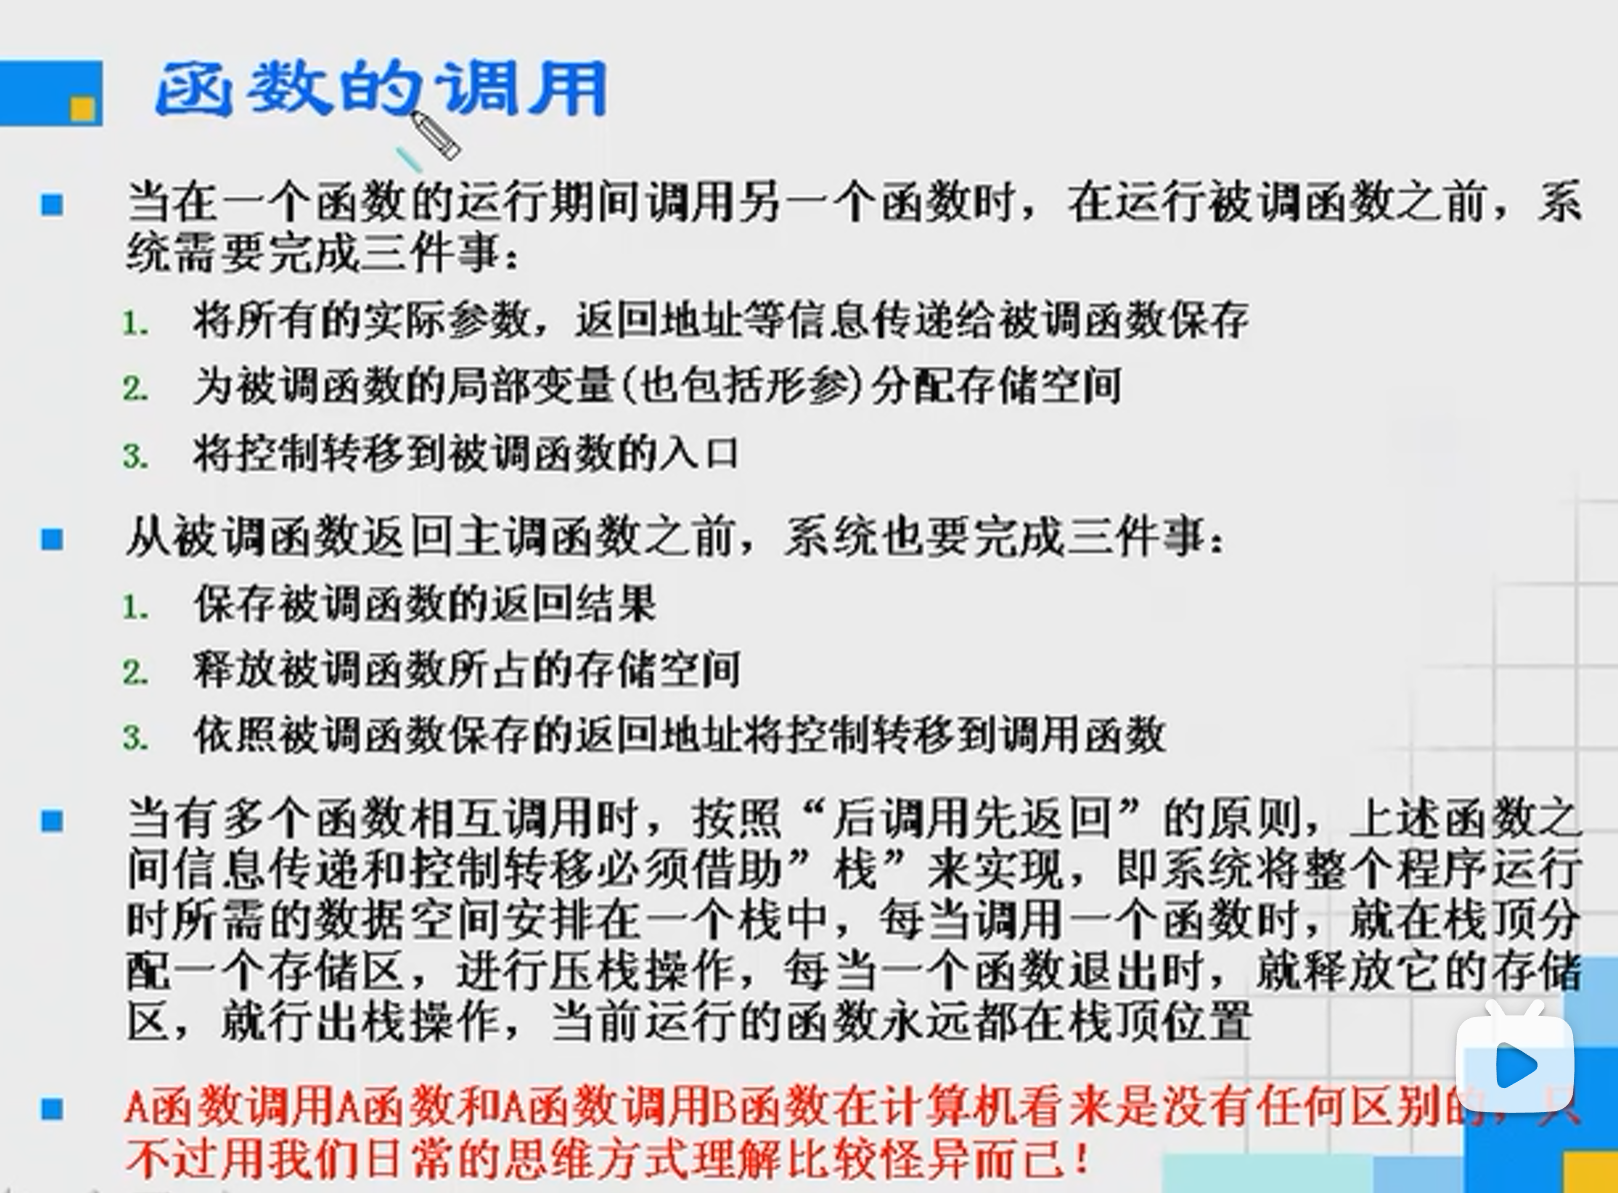 函数的调用
当在一个函数的运行期间调用另一个函数时，在运行被调函数之前，系
统需要完成三件事：
1. 将所有的实际参数，返回地址等信息传递给被调函数保存
2. 为被调函数的局部变量(也包括形参)分配存储空间
3. 将控制转移到被调函数的入口
从被调函数返回主调函数之前，系统也要完成三件事：
1. 保存被调函数的返回结果
2. 释放被调函数所占的存储空间
3. 依照被调函数保存的返回地址将控制转移到调用函数
当有多个函数相互调用时，按照“后调用先返回”的原则，上述函数之
间信息传递和控制转移必须借助”栈”来实现，即系统将整个程序运行
时所需的数据空间安排在一个栈中，每当调用一个函数时，就在栈顶分
配一个存储区，进行压栈操作，每当一个函数退出时，就释放它的存储
区，就行出栈操作，当前运行的函数永远都在栈顶位置
A函数调用A函数和A函数调用B函数在计算机看来是没有任何区别的，只
不过用我们日常的思维方式理解比较怪异而已！